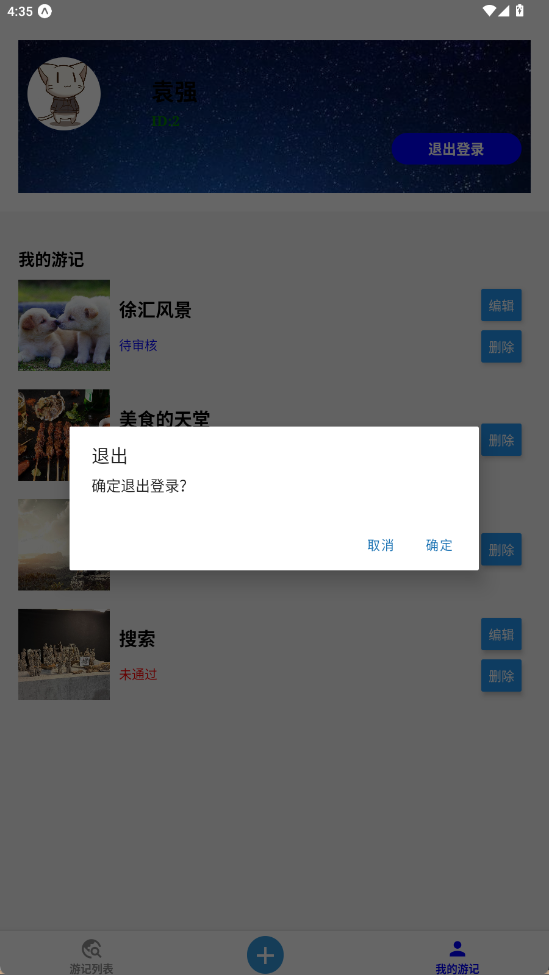 4:35
袁强
ID:2
退出登录
我的游记
徐汇风景
编辑
待审核
删除
美食的天堂
删除
退出
确定退出登录?
取消 确定
删除
搜索
编辑
未通过
删除
游记列表
我的游记